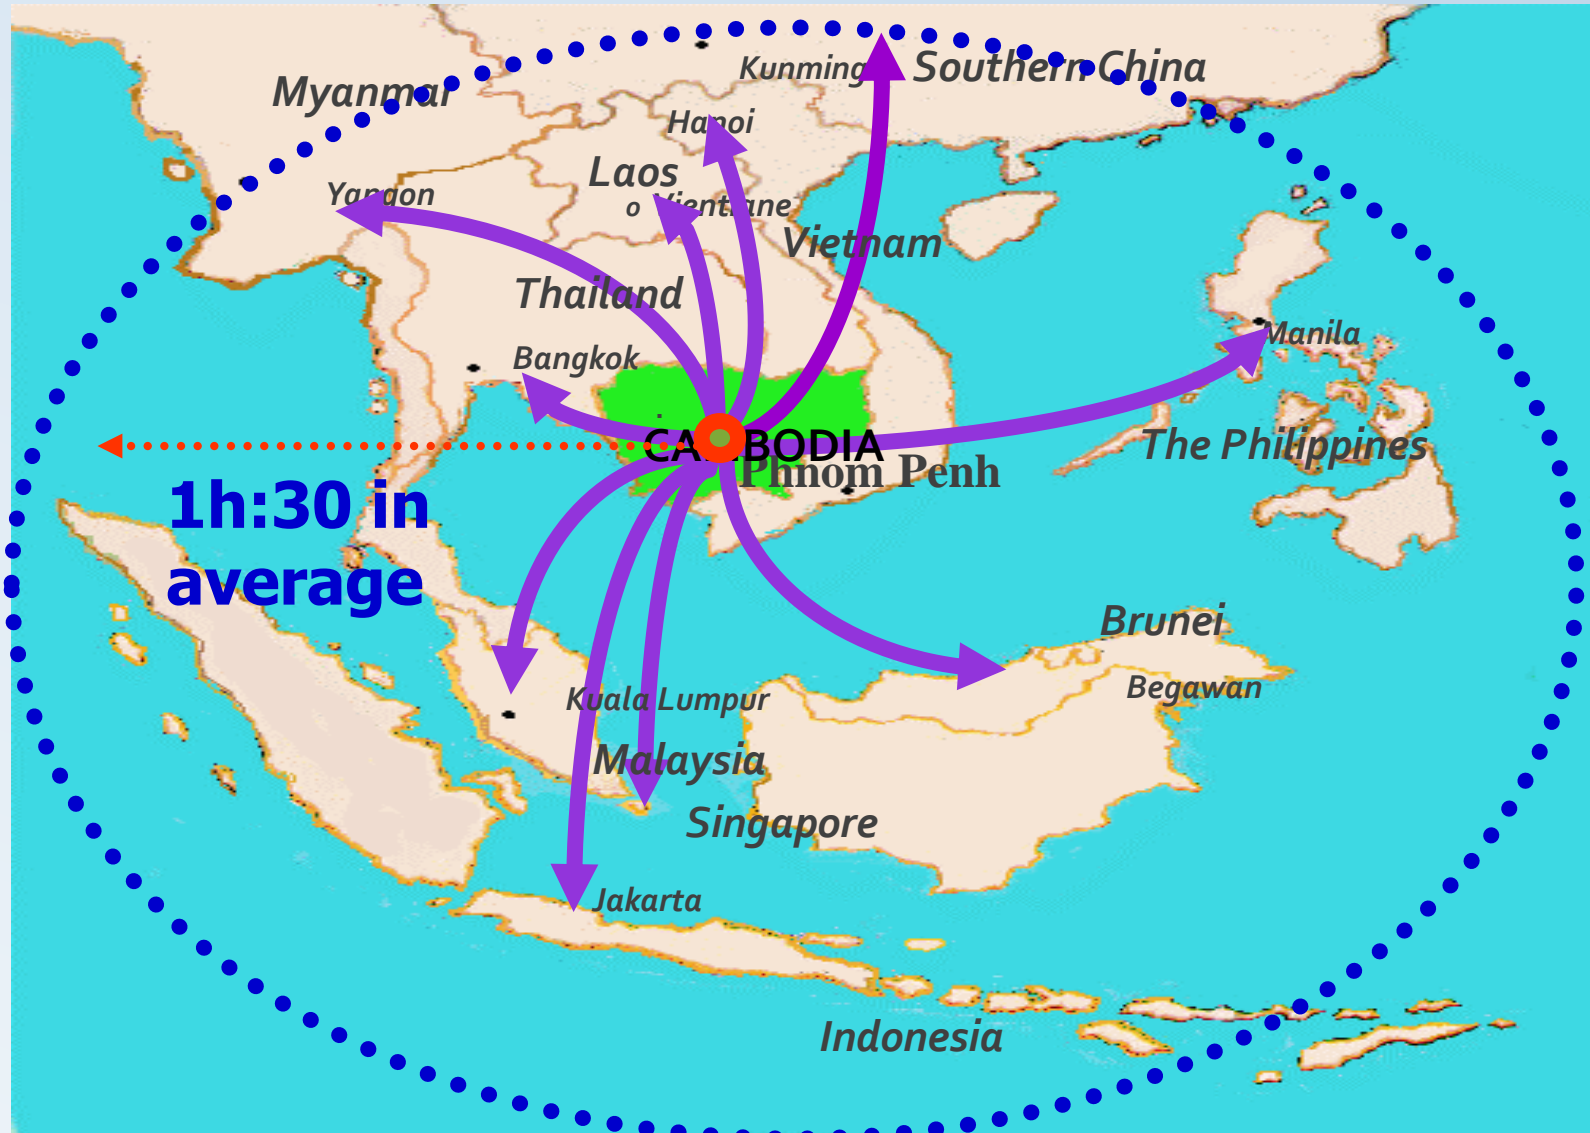 Kunming
Southern China
Myanmar
Hanoi
Laos
Yangon
o Vientiane
Vietnam
Thailand
Manila
Bangkok
CAMBODIA
The Philippines
Phnom Penh
1h:30 in
average
Brunei
Begawan
Kuala Lumpur
Malaysia
Singapore
Jakarta
Indonesia